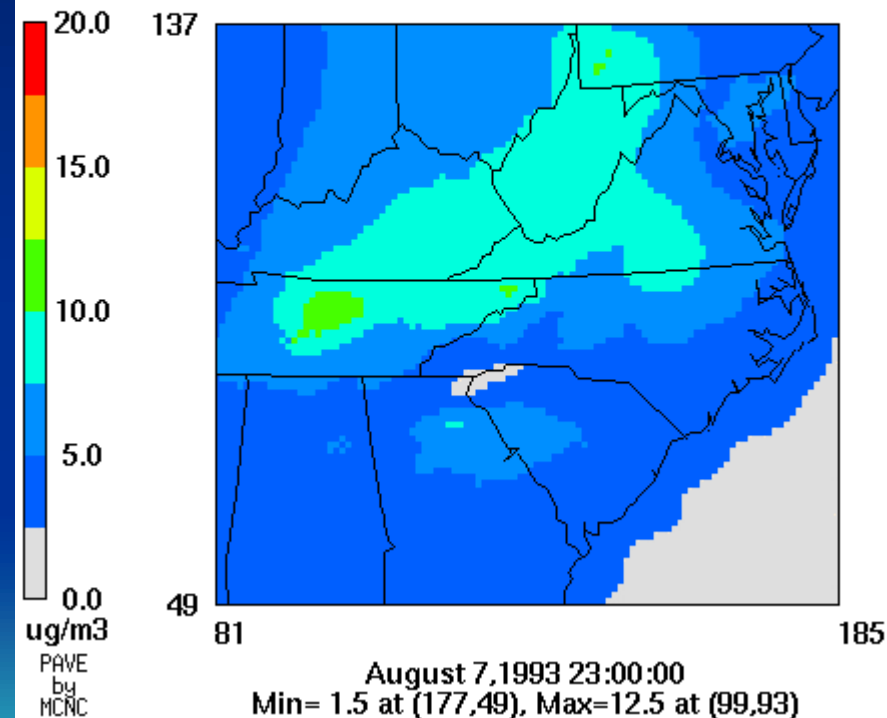 20.0
15.0
10.0
5.0
0.0
ug/m3
PAVE
by
MCNC
137
49
81
185
August 7,1993 23:00:00
Min= 1.5 at (177,49), Max=12.5 at (99,93)